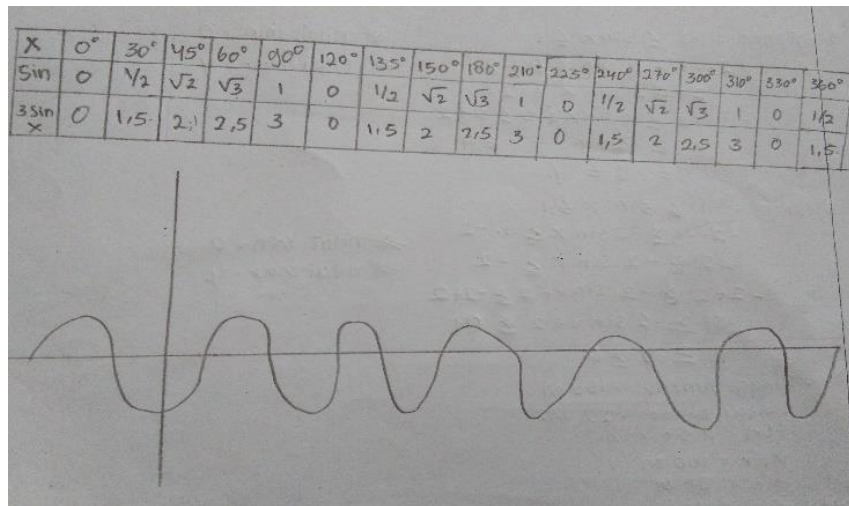 X 0° 30° 45° 60° 90° 120° 135° 150° 180° 210° 225° 240° 270° 300° 310° 330° 360°
Sin 0 1/2 √2 √3 1 0 1/2 √2 √3 1 0 1/2 √2 √3 1 0 1/2
3 sin x 0 1,5. 2,1 2,5 3 0 1,5 2 2,5 3 0 1,5 2 2,5 3 0 1,5.